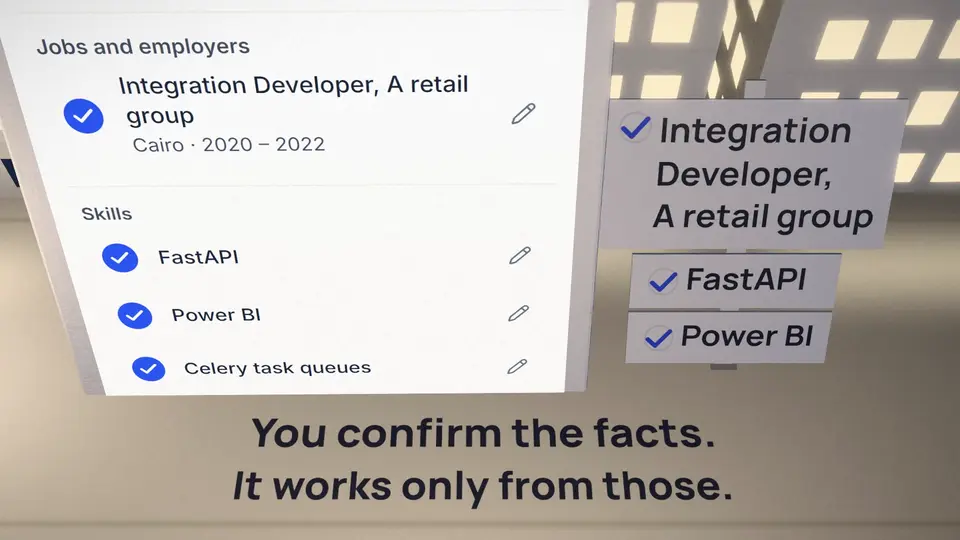 Jobs and employers
Integration Developer, A retail
group
Cairo · 2020 – 2022
Skills
FastAPI
Power BI
Celery task queues
Integration
Developer,
A retail group
FastAPI
Power BI
You confirm the facts.
It works only from those.